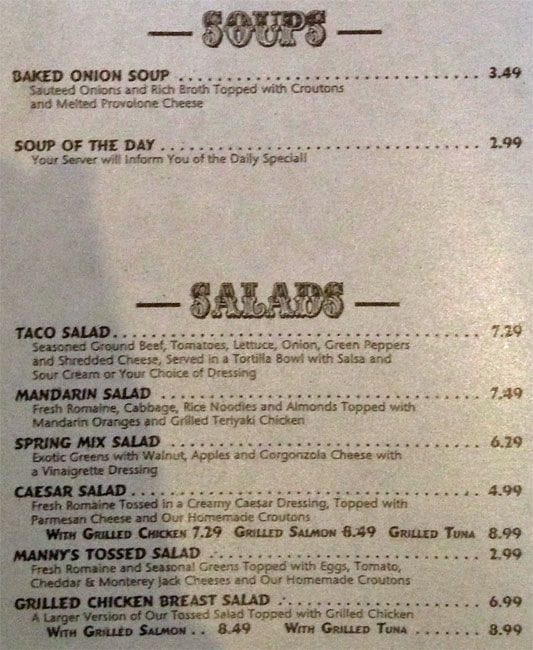 SOUPS
BAKED ONION SOUP . . . . . . . . . . . . . . . . . . . . . . . . . . . . 3.49
Sauteed Onions and Rich Broth Topped with Croutons
and Melted Provolone Cheese
SOUP OF THE DAY . . . . . . . . . . . . . . . . . . . . . . . . . . . . . 2.99
Your Server will Inform You of the Daily Special!
SALADS
TACO SALAD . . . . . . . . . . . . . . . . . . . . . . . . . . . . . . . . 7.29
Seasoned Ground Beef, Tomatoes, Lettuce, Onion, Green Peppers
and Shredded Cheese, Served in a Tortilla Bowl with Salsa and
Sour Cream or Your Choice of Dressing
MANDARIN SALAD . . . . . . . . . . . . . . . . . . . . . . . . . . . . 7.49
Fresh Romaine, Cabbage, Rice Noodles and Almonds Topped with
Mandarin Oranges and Grilled Teriyaki Chicken
SPRING MIX SALAD . . . . . . . . . . . . . . . . . . . . . . . . . . . 6.29
Exotic Greens with Walnut, Apples and Gorgonzola Cheese with
a Vinaigrette Dressing
CAESAR SALAD . . . . . . . . . . . . . . . . . . . . . . . . . . . . . . 4.99
Fresh Romaine Tossed in a Creamy Caesar Dressing, Topped with
Parmesan Cheese and Our Homemade Croutons
WITH GRILLED CHICKEN 7.29 GRILLED SALMON 8.49 GRILLED TUNA 8.99
MANNY'S TOSSED SALAD . . . . . . . . . . . . . . . . . . . . . . . 2.99
Fresh Romaine and Seasonal Greens Topped with Eggs, Tomato,
Cheddar & Monterey Jack Cheeses and Our Homemade Croutons
GRILLED CHICKEN BREAST SALAD . . . . . . . . . . . . . . . . . 6.99
A Larger Version of Our Tossed Salad Topped with Grilled Chicken
WITH GRILLED SALMON . . 8.49 WITH GRILLED TUNA . . . . . . . 8.99